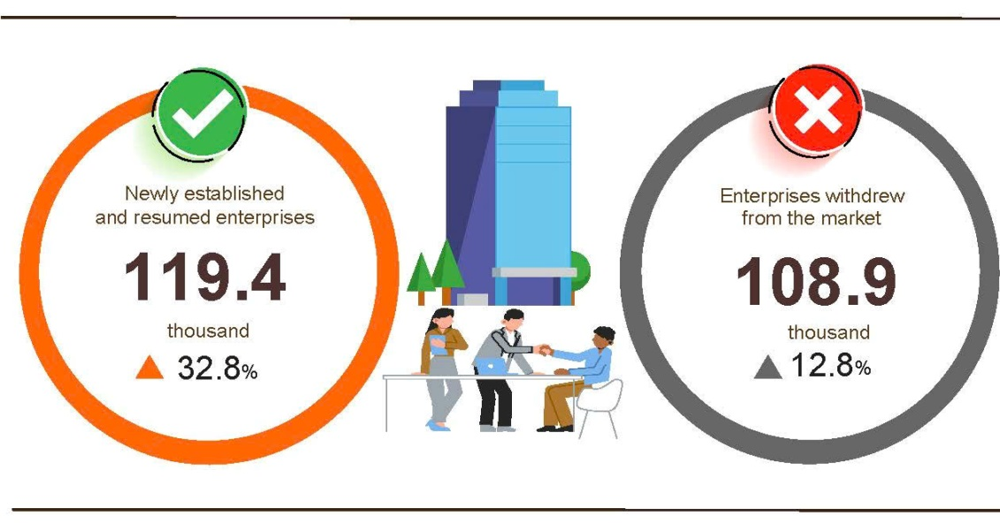 Newly established
and resumed enterprises
119.4
thousand
32.8%
Enterprises withdrew
from the market
108.9
thousand
12.8%